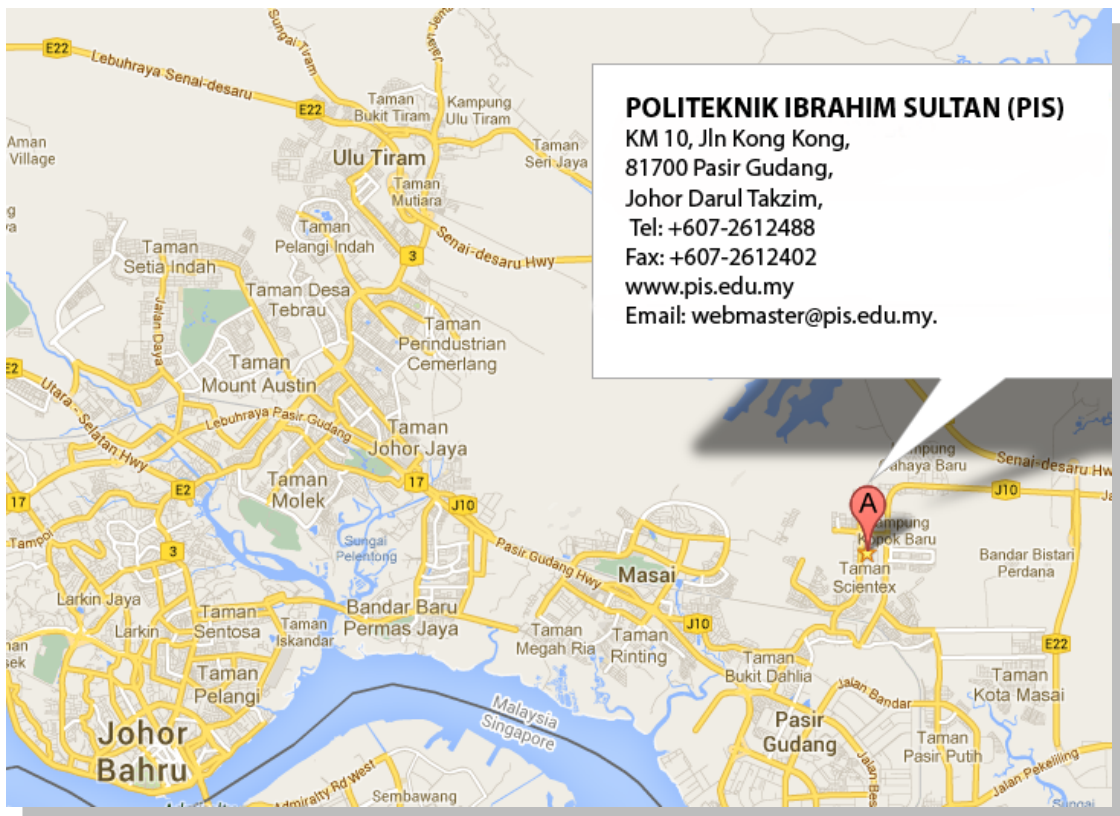 POLITEKNIK IBRAHIM SULTAN (PIS)
KM 10, Jln Kong Kong,
81700 Pasir Gudang,
Johor Darul Takzim,
Tel: +607-2612488
Fax: +607-2612402
www.pis.edu.my
Email: webmaster@pis.edu.my.
E22
Lebuhraya Senai-desaru
Sungai Tiram
Jalan
E22
Taman
Bukit Tiram
Kampung
Ulu Tiram
Aman
Village
Ulu Tiram
Taman
Seri Jaya
Taman
Mutiara
Taman
Pelangi Indah
Senai-desaru Hwy
3
Taman
Setia Indah
Taman Desa
Tebrau
Jalan Daya
Taman
Perindustrian
Cemerlang
E2
Taman
Mount Austin
Utara - Selatan Hwy
Lebuhraya Pasir Gudang
Taman
Johor Jaya
Taman
Molek
17
E2
17
J10
Baru
Senai-desaru
J10
A
Kopok Baru
Tampoi
3
Sungai
Pelentong
Pasir Gudang Hwy
Masai
Taman
Scientex
Bandar Bistari
Perdana
Larkin Jaya
Larkin
Taman
Sentosa
Taman
Iskandar
Bandar Baru
Permas Jaya
Taman
Megah Ria
Taman
Rinting
J10
E22
Taman
Pelangi
Taman
Bukit Dahlia
Taman
Kota Masai
Jalan Bandar
Malaysia
Singapore
Johor
Bahru
Pasir
Gudang
Taman
Pasir Putih
Jalan Pekeliling
Admiralty Rd West
Sembawang
Jalan
Sungai